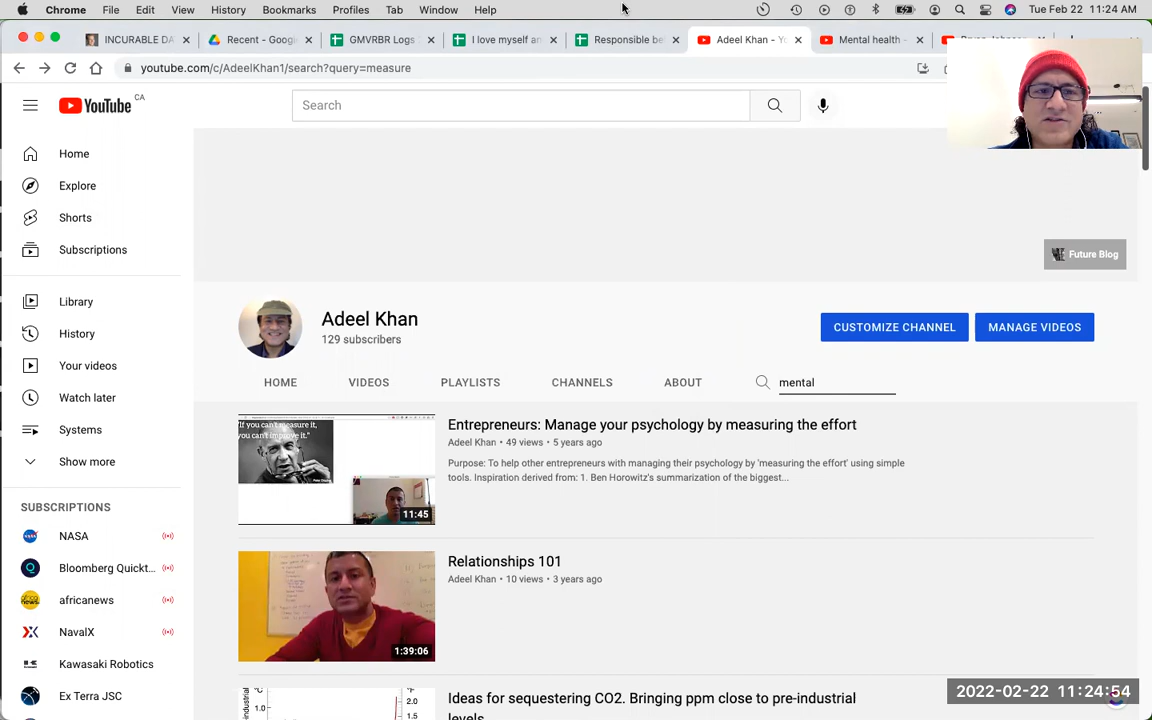 Chrome File Edit View History Bookmarks Profiles Tab Window Help Tue Feb 22 11:24 AM
INCURABLE DA Recent - Googl GMVRBR Logs I love myself an Responsible be Adeel Khan - Yo Mental health -
youtube.com/c/AdeelKhan1/search?query=measure
YouTube CA
Search
Home
Explore
Shorts
Subscriptions
Library
History
Your videos
Watch later
Systems
Show more
SUBSCRIPTIONS
NASA
Bloomberg Quickt...
africanews
NavalX
Kawasaki Robotics
Ex Terra JSC
Future Blog
Adeel Khan
129 subscribers
CUSTOMIZE CHANNEL MANAGE VIDEOS
HOME VIDEOS PLAYLISTS CHANNELS ABOUT mental
"If you can't measure it,
you can't improve it."
11:45
Entrepreneurs: Manage your psychology by measuring the effort
Adeel Khan • 49 views • 5 years ago
Purpose: To help other entrepreneurs with managing their psychology by 'measuring the effort' using simple
tools. Inspiration derived from: 1. Ben Horowitz's summarization of the biggest...
1:39:06
Relationships 101
Adeel Khan • 10 views • 3 years ago
°C
1.0
°F
2.0
1.5
Ideas for sequestering CO2. Bringing ppm close to pre-industrial
levels
2022-02-22 11:24:54